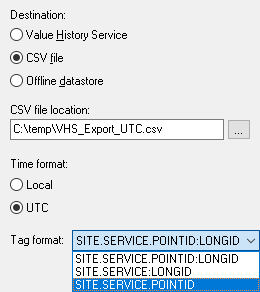 Destination:
Value History Service
CSV file
Offline datastore
CSV file location:
C:\temp\VHS_Export_UTC.csv
...
Time format:
Local
UTC
Tag format: SITE.SERVICE.POINTID:LONGID
SITE.SERVICE.POINTID:LONGID
SITE.SERVICE:LONGID
SITE.SERVICE.POINTID